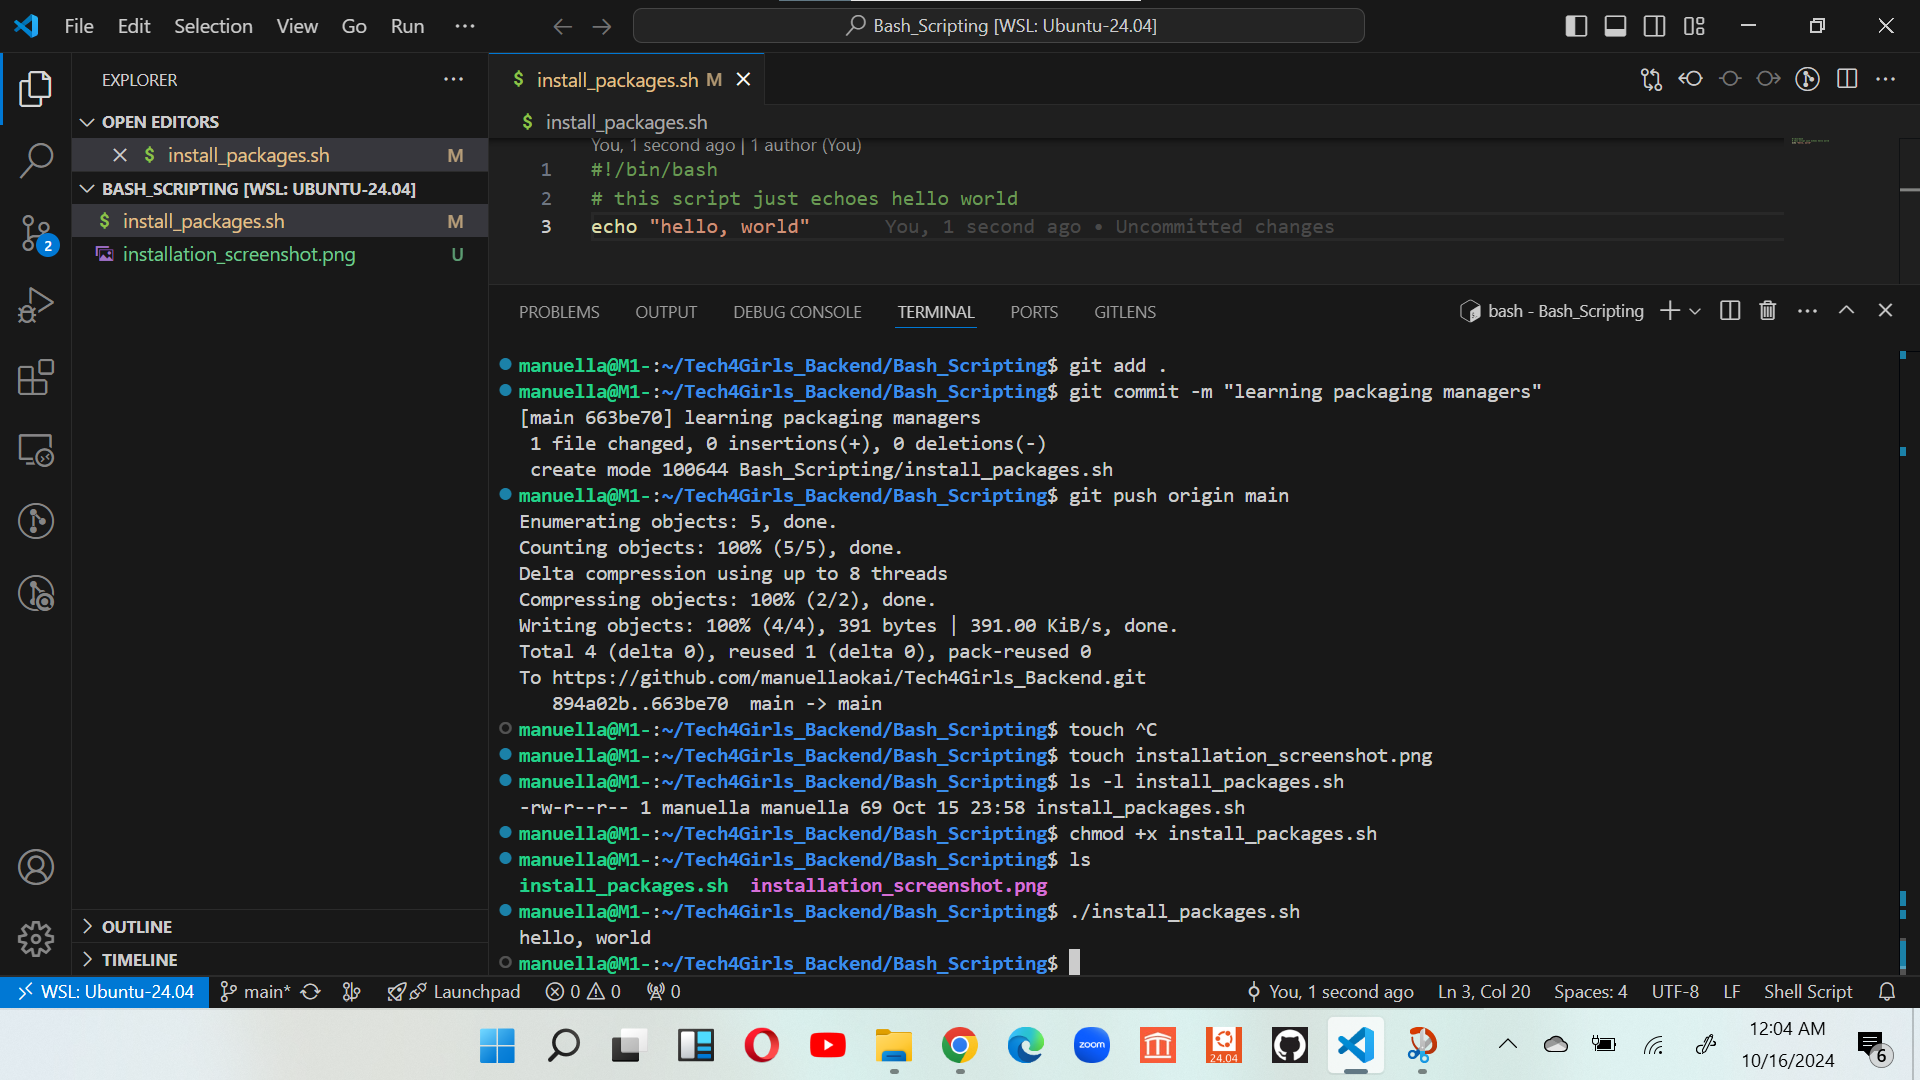 File Edit Selection View Go Run
Bash_Scripting [WSL: Ubuntu-24.04]
EXPLORER
OPEN EDITORS
$ install_packages.sh M
BASH_SCRIPTING [WSL: UBUNTU-24.04]
$ install_packages.sh M
installation_screenshot.png U
2
OUTLINE
TIMELINE
$ install_packages.sh M
$ install_packages.sh
You, 1 second ago | 1 author (You)
1 #!/bin/bash
2 # this script just echoes hello world
3 echo "hello, world" You, 1 second ago • Uncommitted changes
PROBLEMS OUTPUT DEBUG CONSOLE TERMINAL PORTS GITLENS
bash - Bash_Scripting
manuella@M1-:~/Tech4Girls_Backend/Bash_Scripting$ git add .
manuella@M1-:~/Tech4Girls_Backend/Bash_Scripting$ git commit -m "learning packaging managers"
[main 663be70] learning packaging managers
1 file changed, 0 insertions(+), 0 deletions(-)
create mode 100644 Bash_Scripting/install_packages.sh
manuella@M1-:~/Tech4Girls_Backend/Bash_Scripting$ git push origin main
Enumerating objects: 5, done.
Counting objects: 100% (5/5), done.
Delta compression using up to 8 threads
Compressing objects: 100% (2/2), done.
Writing objects: 100% (4/4), 391 bytes | 391.00 KiB/s, done.
Total 4 (delta 0), reused 1 (delta 0), pack-reused 0
To https://github.com/manuellaokai/Tech4Girls_Backend.git
894a02b..663be70 main -> main
manuella@M1-:~/Tech4Girls_Backend/Bash_Scripting$ touch ^C
manuella@M1-:~/Tech4Girls_Backend/Bash_Scripting$ touch installation_screenshot.png
manuella@M1-:~/Tech4Girls_Backend/Bash_Scripting$ ls -l install_packages.sh
-rw-r--r-- 1 manuella manuella 69 Oct 15 23:58 install_packages.sh
manuella@M1-:~/Tech4Girls_Backend/Bash_Scripting$ chmod +x install_packages.sh
manuella@M1-:~/Tech4Girls_Backend/Bash_Scripting$ ls
install_packages.sh installation_screenshot.png
manuella@M1-:~/Tech4Girls_Backend/Bash_Scripting$ ./install_packages.sh
hello, world
manuella@M1-:~/Tech4Girls_Backend/Bash_Scripting$
WSL: Ubuntu-24.04 main* Launchpad 0 0 0 You, 1 second ago Ln 3, Col 20 Spaces: 4 UTF-8 LF Shell Script
zoom
24.04
12:04 AM
10/16/2024
6